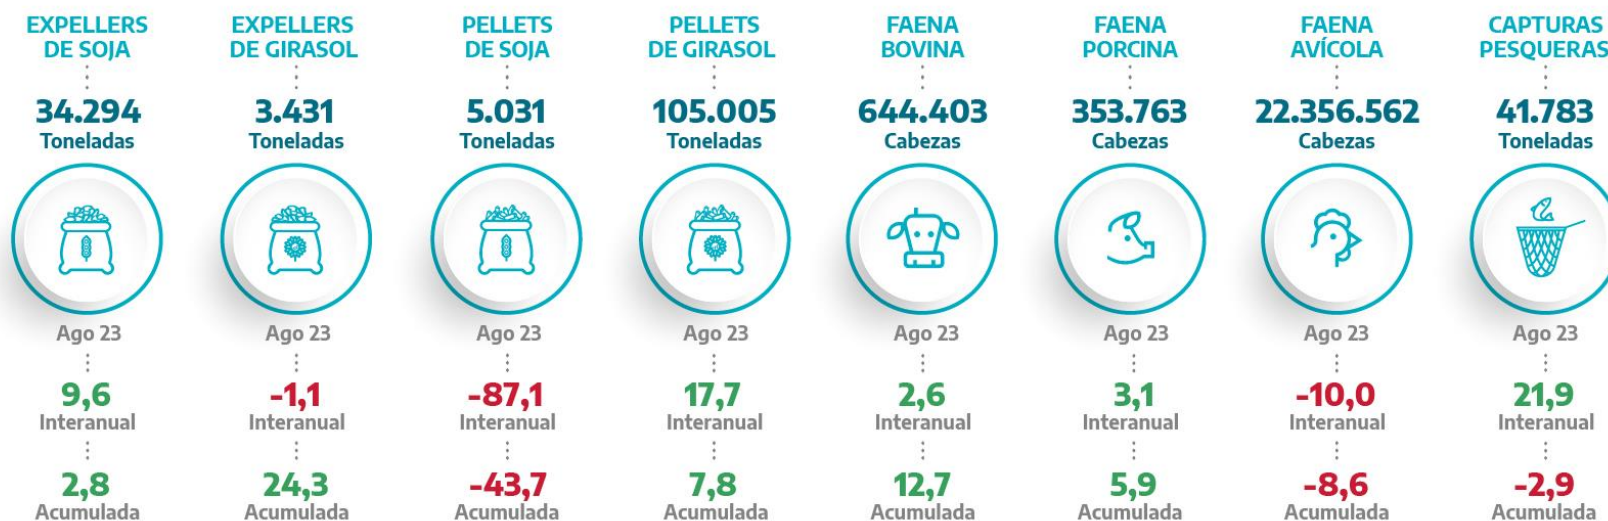 EXPELLERS
DE SOJA
34.294
Toneladas
Ago 23
9,6
Interanual
2,8
Acumulada
EXPELLERS
DE GIRASOL
3.431
Toneladas
Ago 23
-1,1
Interanual
24,3
Acumulada
PELLETS
DE SOJA
5.031
Toneladas
Ago 23
-87,1
Interanual
-43,7
Acumulada
PELLETS
DE GIRASOL
105.005
Toneladas
Ago 23
17,7
Interanual
7,8
Acumulada
FAENA
BOVINA
644.403
Cabezas
Ago 23
2,6
Interanual
12,7
Acumulada
FAENA
PORCINA
353.763
Cabezas
Ago 23
3,1
Interanual
5,9
Acumulada
FAENA
AVÍCOLA
22.356.562
Cabezas
Ago 23
-10,0
Interanual
-8,6
Acumulada
CAPTURAS
PESQUERAS
41.783
Toneladas
Ago 23
21,9
Interanual
-2,9
Acumulada